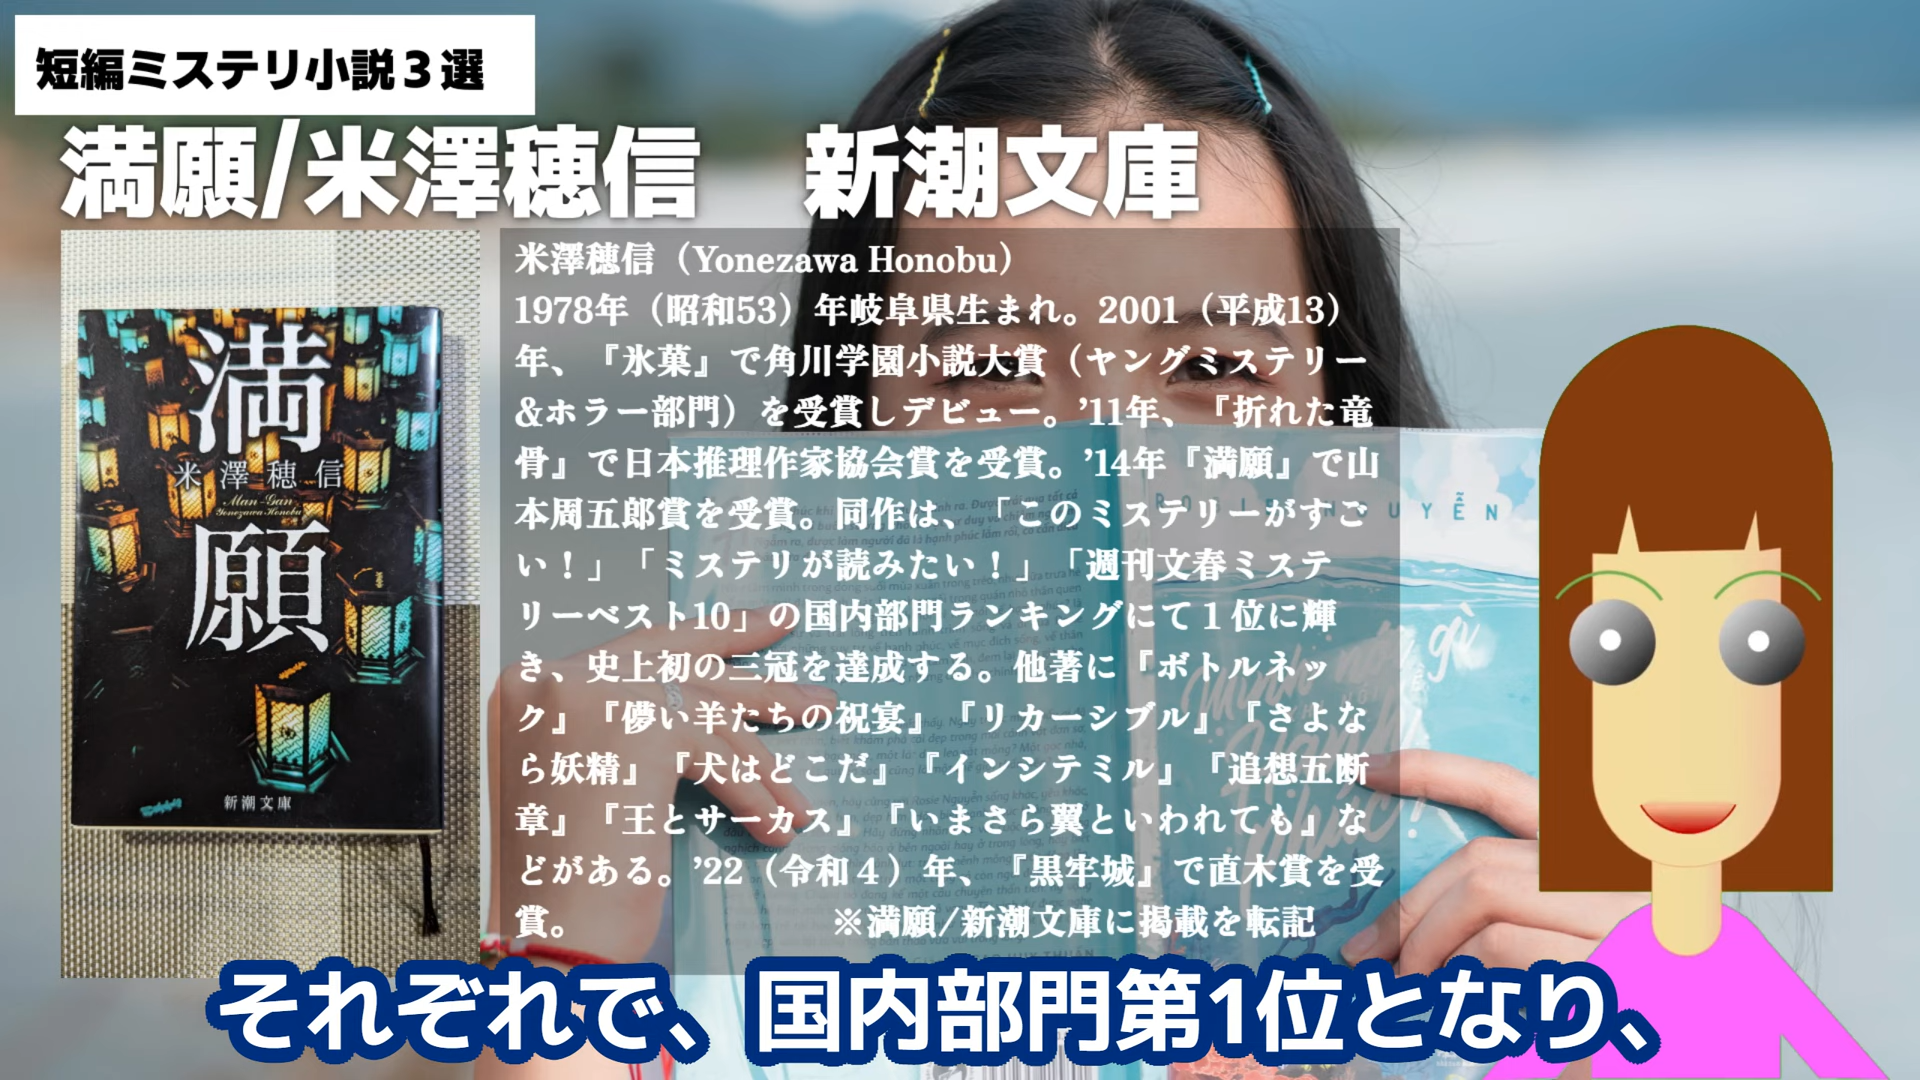 短編ミステリ小説３選
満願/米澤穂信　新潮文庫
満
米澤穂信
Man-Gan
Yonezawa Honobu
願
新潮文庫
米澤穂信（Yonezawa Honobu）
1978年（昭和53）年岐阜県生まれ。2001（平成13）
年、『氷菓』で角川学園小説大賞（ヤングミステリー
&ホラー部門）を受賞しデビュー。’11年、『折れた竜
骨』で日本推理作家協会賞を受賞。’14年『満願』で山
本周五郎賞を受賞。同作は、「このミステリーがすご
い！」「ミステリが読みたい！」「週刊文春ミステ
リーベスト10」の国内部門ランキングにて１位に輝
き、史上初の三冠を達成する。他著に『ボトルネッ
ク』『儚い羊たちの祝宴』『リカーシブル』『さよな
ら妖精』『犬はどこだ』『インシテミル』『追想五断
章』『王とサーカス』『いまさら翼といわれても』な
どがある。’22（令和４）年、『黒牢城』で直木賞を受
賞。　　　　　　　※満願/新潮文庫に掲載を転記
ROSIE NGUYỄN
それぞれで、国内部門第1位となり、